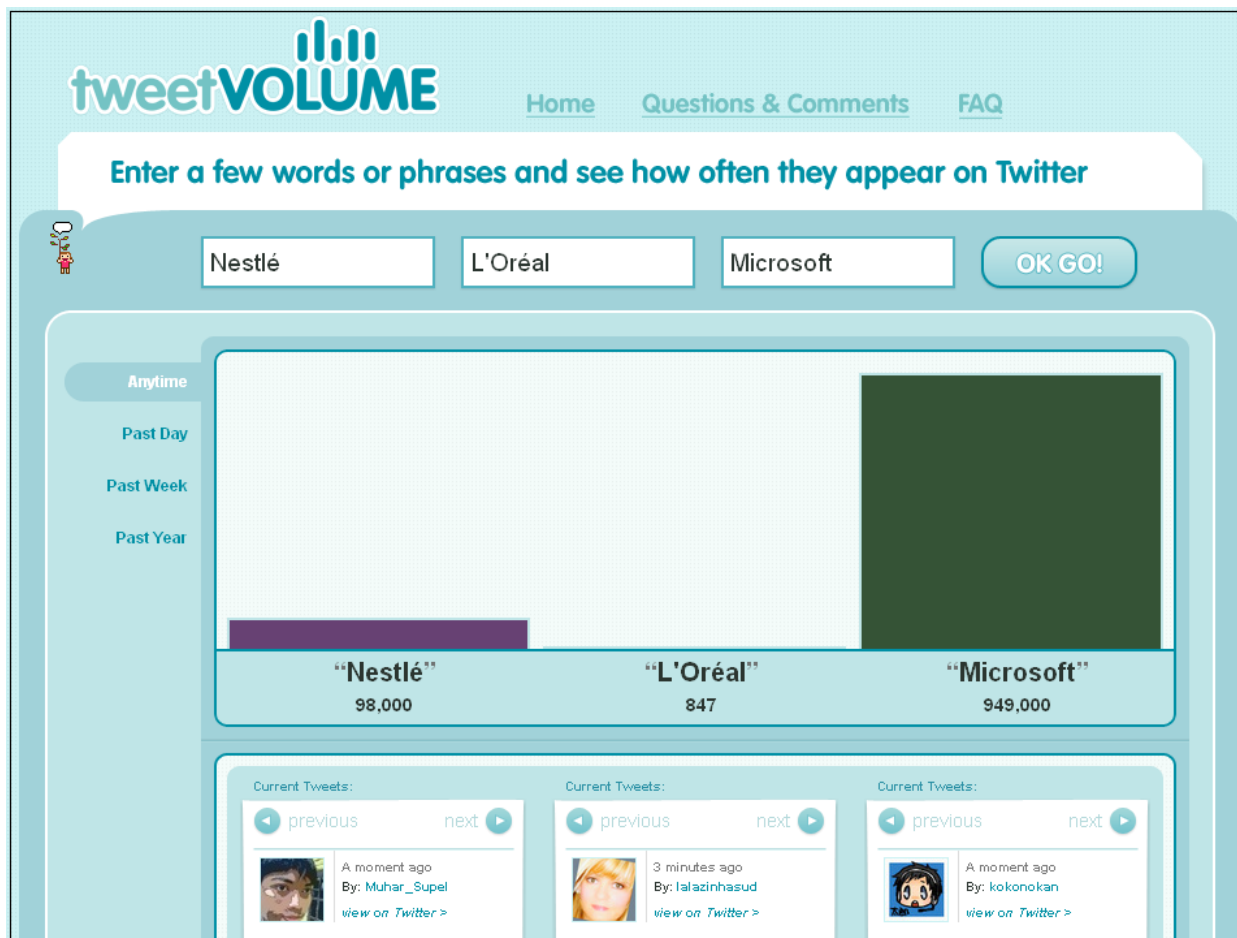 tweetVOLUME
Home Questions & Comments FAQ
Enter a few words or phrases and see how often they appear on Twitter
Nestlé L'Oréal Microsoft OK GO!
Anytime
Past Day
Past Week
Past Year
“Nestlé” “L'Oréal” “Microsoft”
98,000 847 949,000
Current Tweets: Current Tweets: Current Tweets:
previous next previous next previous next
A moment ago 3 minutes ago A moment ago
By: Muhar_Supel By: lalazinhasud By: kokonokan
view on Twitter > view on Twitter > view on Twitter >